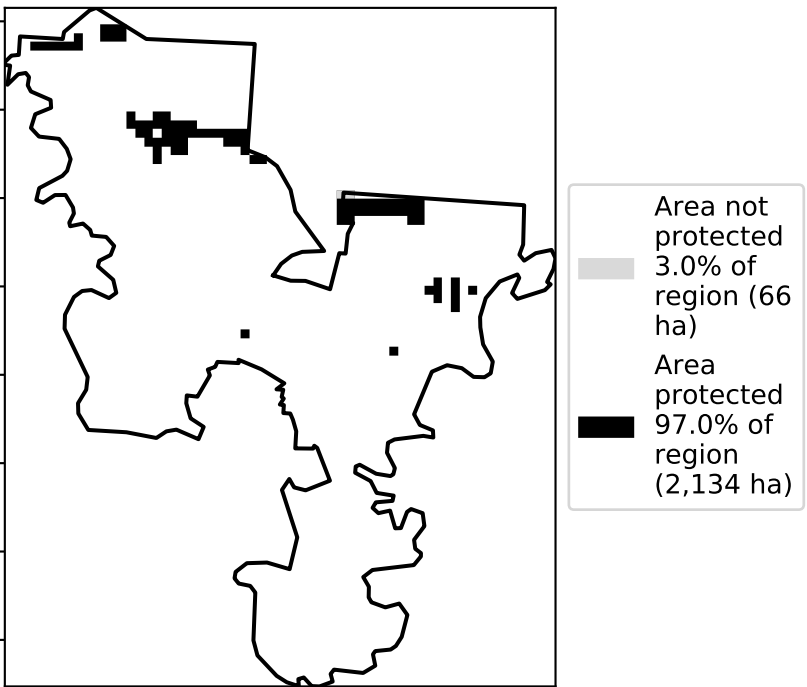 Area not
protected
3.0% of
region (66
ha)
Area
protected
97.0% of
region
(2,134 ha)